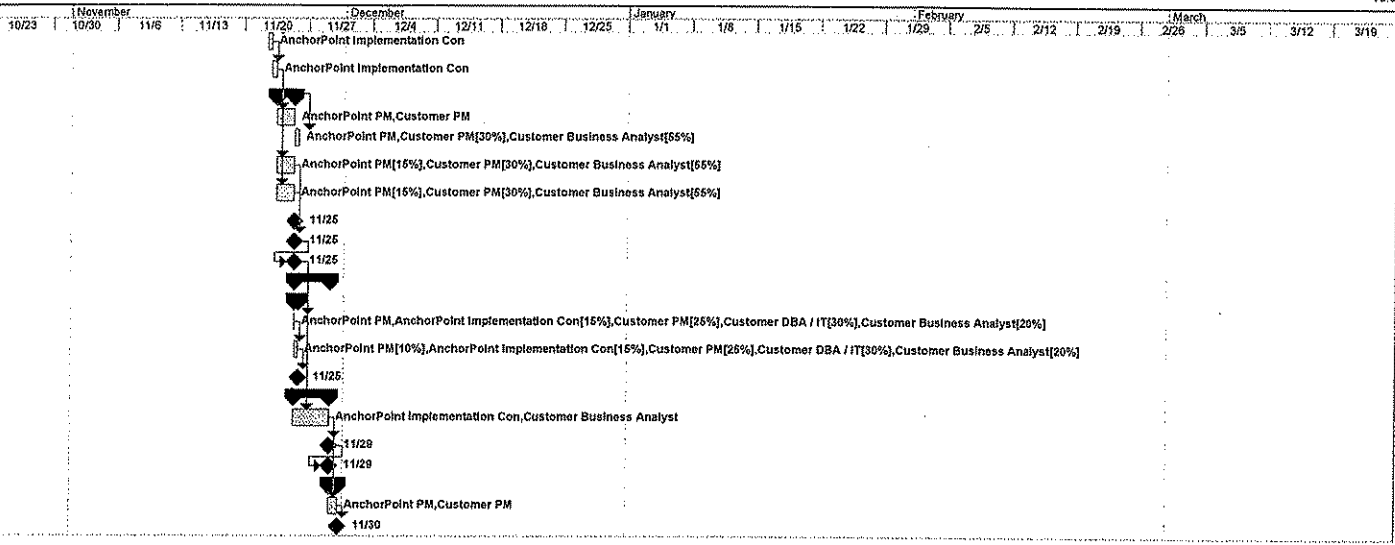 November December January February March
10/23 10/30 11/6 11/13 11/20 11/27 12/4 12/11 12/18 12/25 1/1 1/8 1/15 1/22 1/29 2/5 2/12 2/19 2/26 3/5 3/12 3/19
AnchorPoint Implementation Con
AnchorPoint Implementation Con
AnchorPoint PM,Customer PM
AnchorPoint PM,Customer PM[30%],Customer Business Analyst[55%]
AnchorPoint PM[15%],Customer PM[30%],Customer Business Analyst[55%]
AnchorPoint PM[15%],Customer PM[30%],Customer Business Analyst[55%]
11/25
11/25
11/25
AnchorPoint PM,AnchorPoint Implementation Con[15%],Customer PM[25%],Customer DBA / IT[30%],Customer Business Analyst[20%]
AnchorPoint PM[10%],AnchorPoint Implementation Con[15%],Customer PM[25%],Customer DBA / IT[30%],Customer Business Analyst[20%]
11/25
AnchorPoint Implementation Con,Customer Business Analyst
11/29
11/29
AnchorPoint PM,Customer PM
11/30